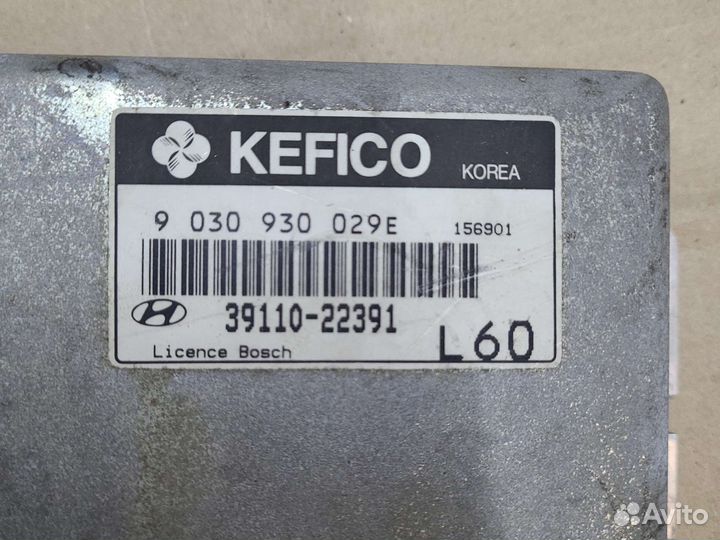 KEFICO
KOREA
9 030 930 029E
156901
39110-22391
Licence Bosch
L60
Avito